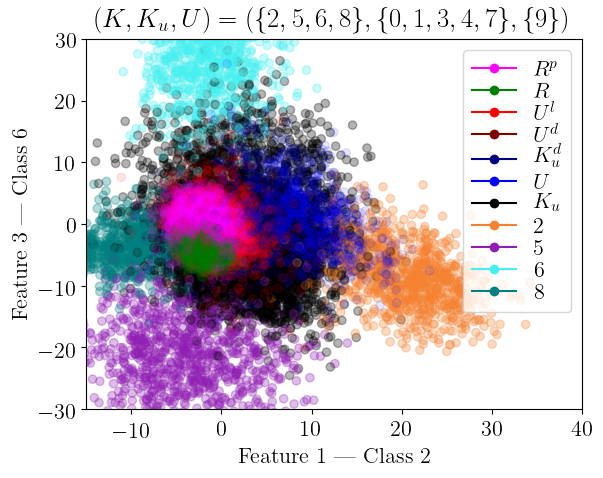 (K, K_u, U) = ({2, 5, 6, 8}, {0, 1, 3, 4, 7}, {9})
30
20
10
0
−10
−20
−30
Feature 3 — Class 6
R^p
R
U^l
U^d
K_u^d
U
K_u
2
5
6
8
−10
0
10
20
30
40
Feature 1 — Class 2